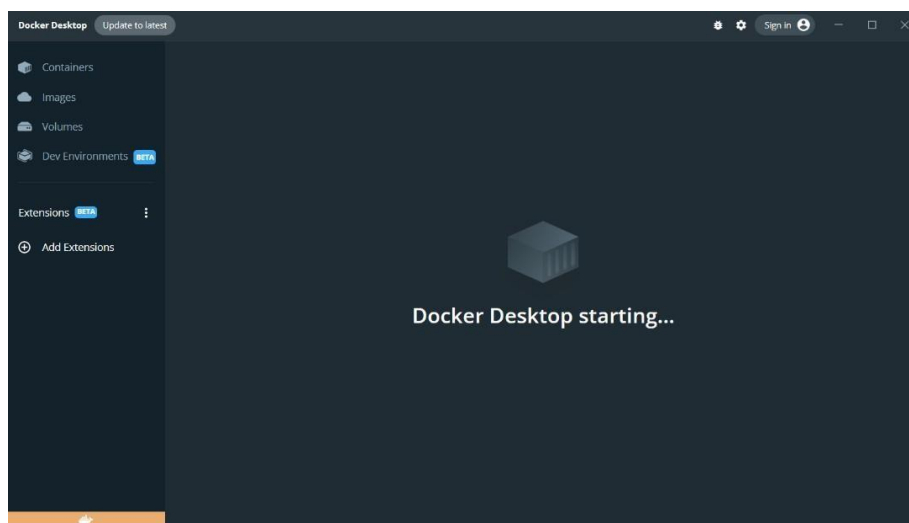 Docker Desktop Update to latest Sign in
Containers
Images
Volumes
Dev Environments BETA
Extensions BETA
Add Extensions
Docker Desktop starting...